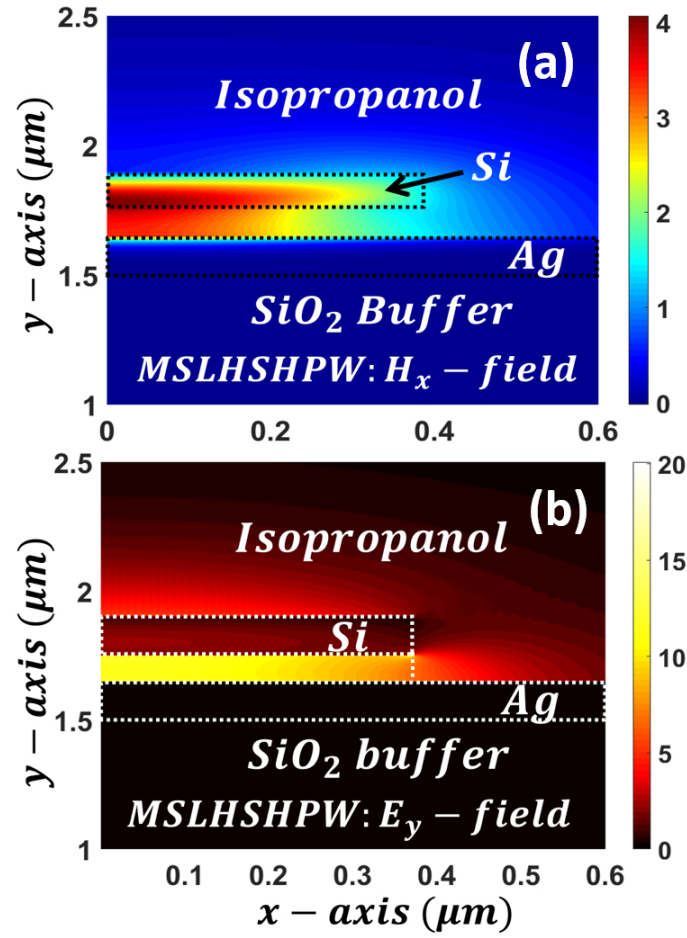 2.5
(a)
4
Isopropanol
2
Si
3
y − axis (μm)
2
1.5
Ag
SiO₂ Buffer
1
MSLHSHPW: Hₓ − field
1
0
0
0.2
0.4
0.6
2.5
20
(b)
Isopropanol
15
2
Si
10
y − axis (μm)
1.5
Ag
5
SiO₂ buffer
MSLHSHPW: E_y − field
1
0
0.1
0.2
0.3
0.4
0.5
0.6
x − axis (μm)